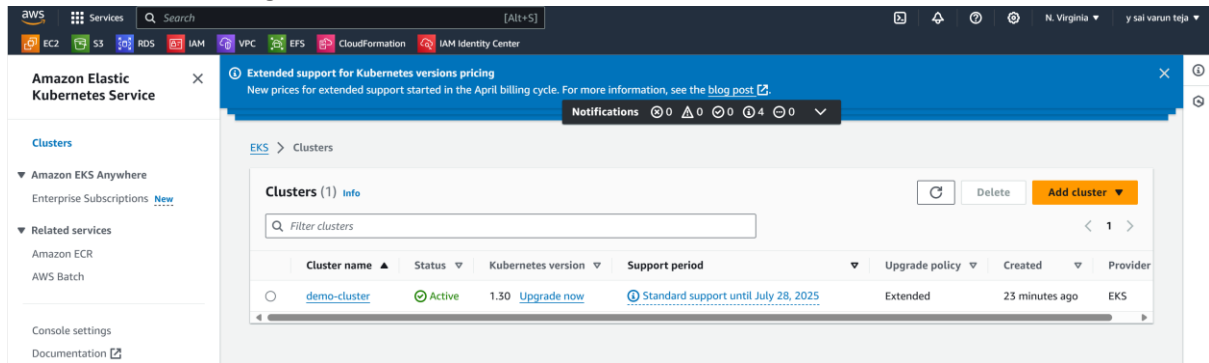 aws Services Search [Alt+S] N. Virginia y sai varun teja
EC2 S3 RDS IAM VPC EFS CloudFormation IAM Identity Center
Amazon Elastic Kubernetes Service
Clusters
Amazon EKS Anywhere
Enterprise Subscriptions New
Related services
Amazon ECR
AWS Batch
Console settings
Documentation
Extended support for Kubernetes versions pricing
New prices for extended support started in the April billing cycle. For more information, see the blog post.
Notifications 0 0 0 4 0
EKS > Clusters
Clusters (1) Info Delete Add cluster
Filter clusters 1
Cluster name Status Kubernetes version Support period Upgrade policy Created Provider
demo-cluster Active 1.30 Upgrade now Standard support until July 28, 2025 Extended 23 minutes ago EKS